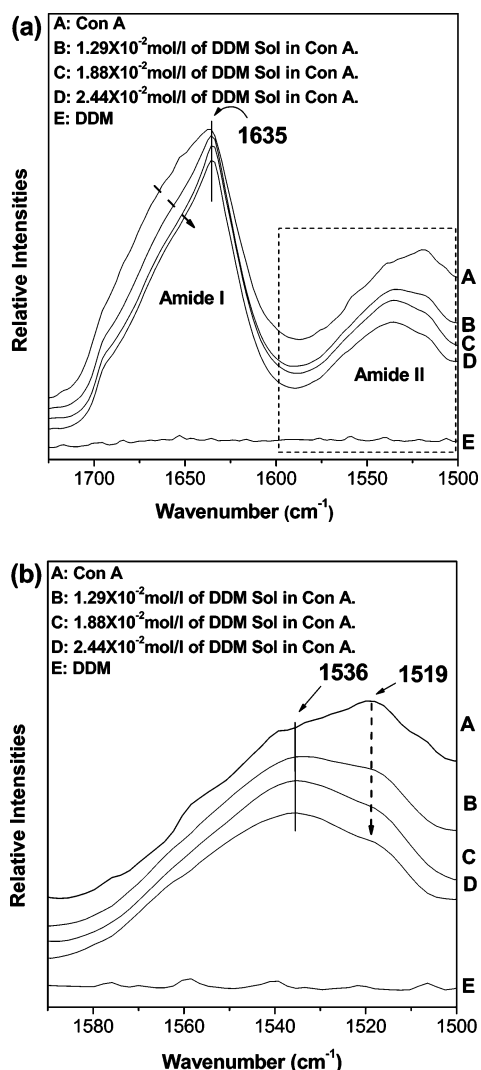 (a)
A: Con A
B: 1.29X10-2mol/l of DDM Sol in Con A.
C: 1.88X10-2mol/l of DDM Sol in Con A.
D: 2.44X10-2mol/l of DDM Sol in Con A.
E: DDM
1635
Relative Intensities
Amide I
Amide II
A
B
C
D
E
1700 1650 1600 1550 1500
Wavenumber (cm-1)
(b)
A: Con A
B: 1.29X10-2mol/l of DDM Sol in Con A.
C: 1.88X10-2mol/l of DDM Sol in Con A.
D: 2.44X10-2mol/l of DDM Sol in Con A.
E: DDM
1536 1519
Relative Intensities
A
B
C
D
E
1580 1560 1540 1520 1500
Wavenumber (cm-1)